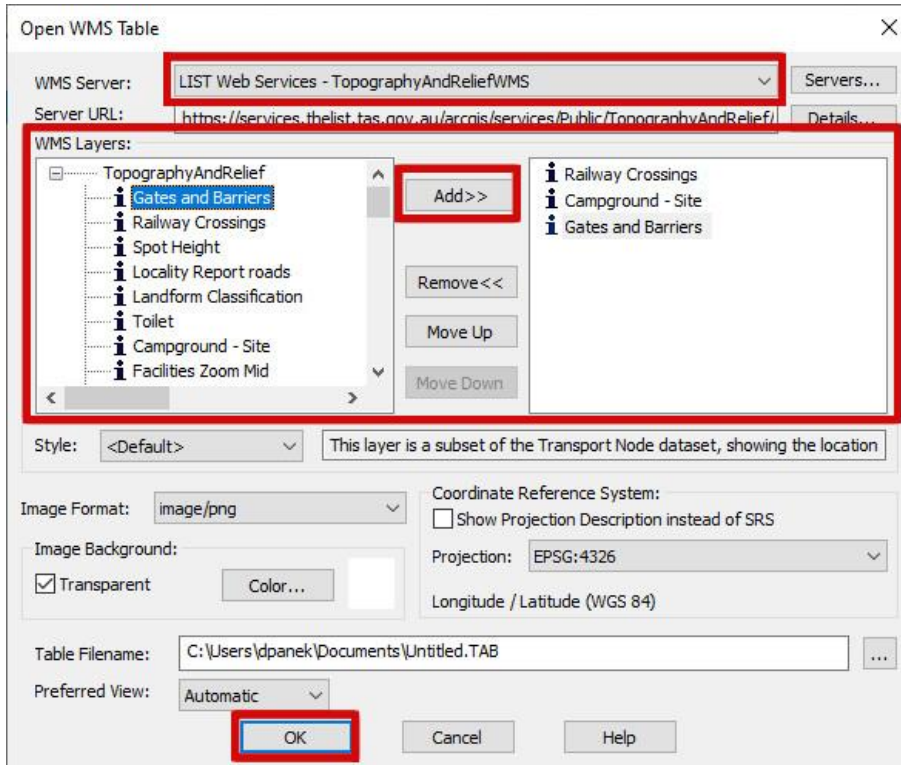 Open WMS Table
WMS Server: LIST Web Services - TopographyAndReliefWMS Servers...
Server URL: https://services.thelist.tas.gov.au/arcgis/services/Public/TopographyAndRelief/ Details...
WMS Layers:
TopographyAndRelief
Gates and Barriers
Railway Crossings
Spot Height
Locality Report roads
Landform Classification
Toilet
Campground - Site
Facilities Zoom Mid
Add>>
Remove<<
Move Up
Move Down
Railway Crossings
Campground - Site
Gates and Barriers
Style: <Default> This layer is a subset of the Transport Node dataset, showing the location
Image Format: image/png
Image Background:
Transparent Color...
Coordinate Reference System:
Show Projection Description instead of SRS
Projection: EPSG:4326
Longitude / Latitude (WGS 84)
Table Filename: C:\Users\dpanek\Documents\Untitled.TAB ...
Preferred View: Automatic
OK Cancel Help